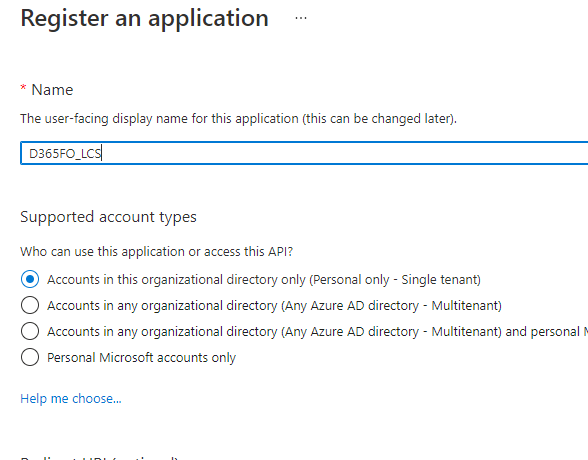 Register an application ...
* Name
The user-facing display name for this application (this can be changed later).
D365FO_LCS
Supported account types
Who can use this application or access this API?
Accounts in this organizational directory only (Personal only - Single tenant)
Accounts in any organizational directory (Any Azure AD directory - Multitenant)
Accounts in any organizational directory (Any Azure AD directory - Multitenant) and personal
Personal Microsoft accounts only
Help me choose...